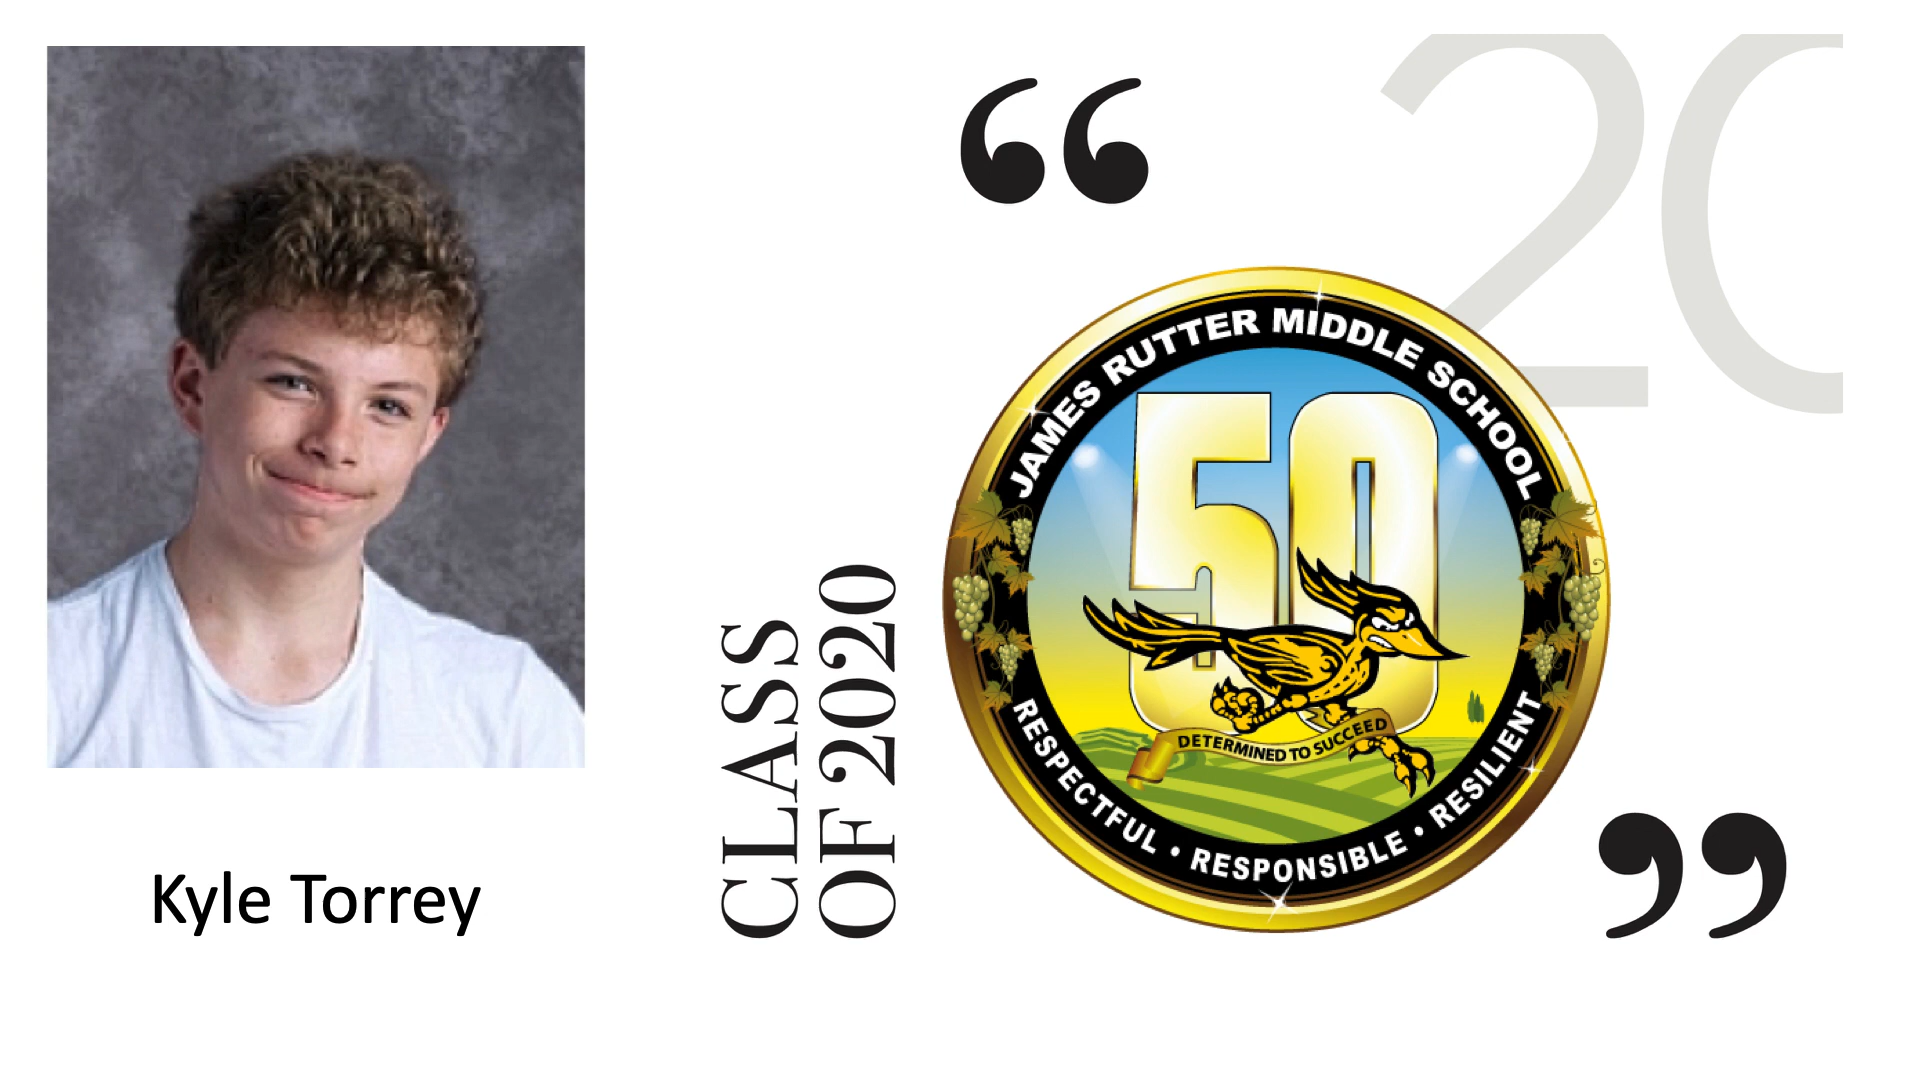 20
“
JAMES RUTTER MIDDLE SCHOOL
50
DETERMINED TO SUCCEED
RESPECTFUL • RESPONSIBLE • RESILIENT
”
CLASS
OF 2020
Kyle Torrey